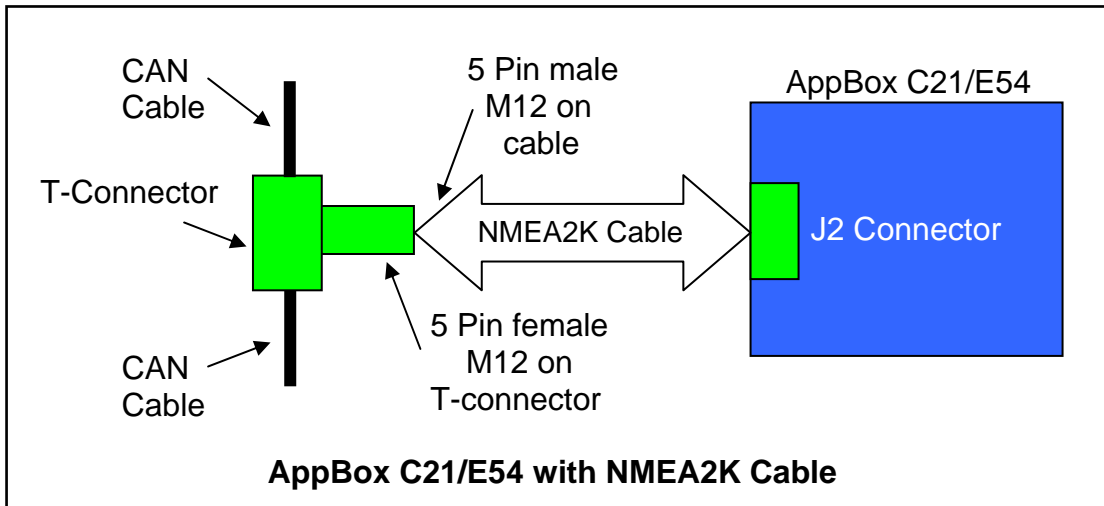 CAN
Cable
5 Pin male
M12 on
cable
AppBox C21/E54
T-Connector
NMEA2K Cable
J2 Connector
5 Pin female
M12 on
T-connector
CAN
Cable
AppBox C21/E54 with NMEA2K Cable